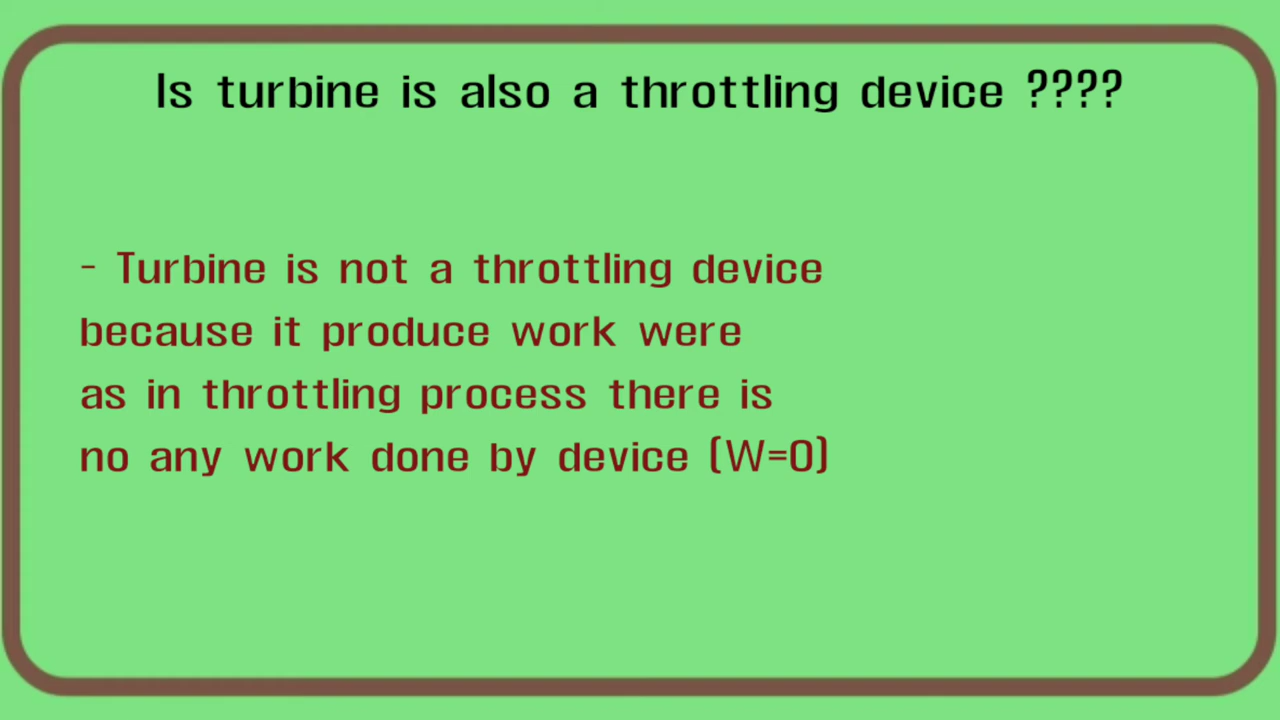 Is turbine is also a throttling device ????
- Turbine is not a throttling device
because it produce work were
as in throttling process there is
no any work done by device (W=0)